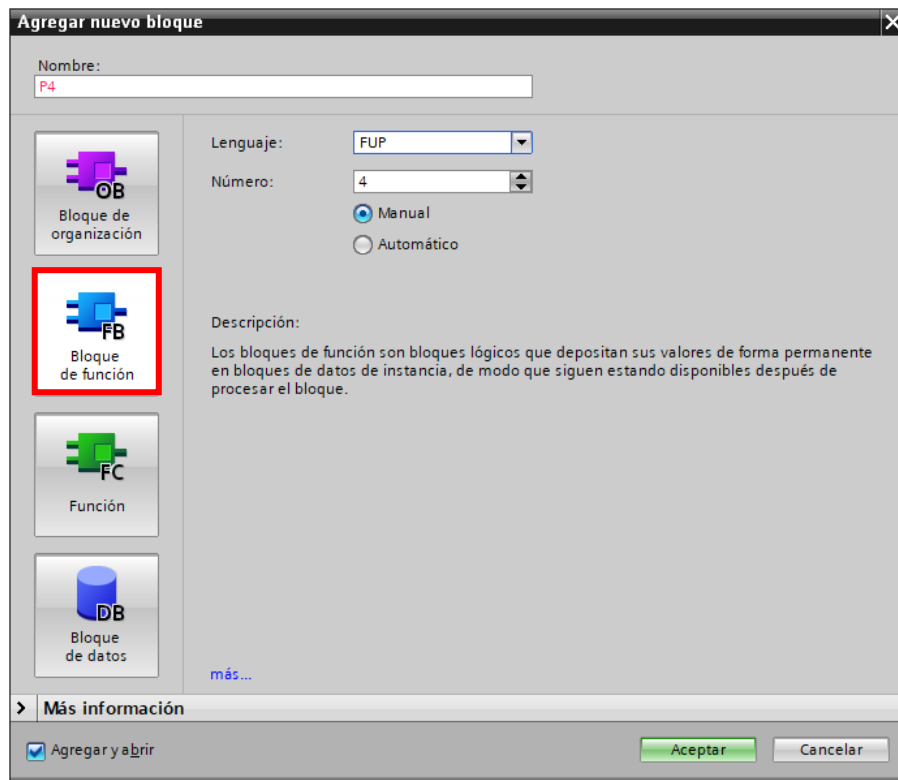 Agregar nuevo bloque
Nombre:
P4
OB
Bloque de
organización
FB
Bloque
de función
FC
Función
DB
Bloque
de datos
Lenguaje:
FUP
Número:
4
Manual
Automático
Descripción:
Los bloques de función son bloques lógicos que depositan sus valores de forma permanente
en bloques de datos de instancia, de modo que siguen estando disponibles después de
procesar el bloque.
más...
Más información
Agregar y abrir
Aceptar
Cancelar